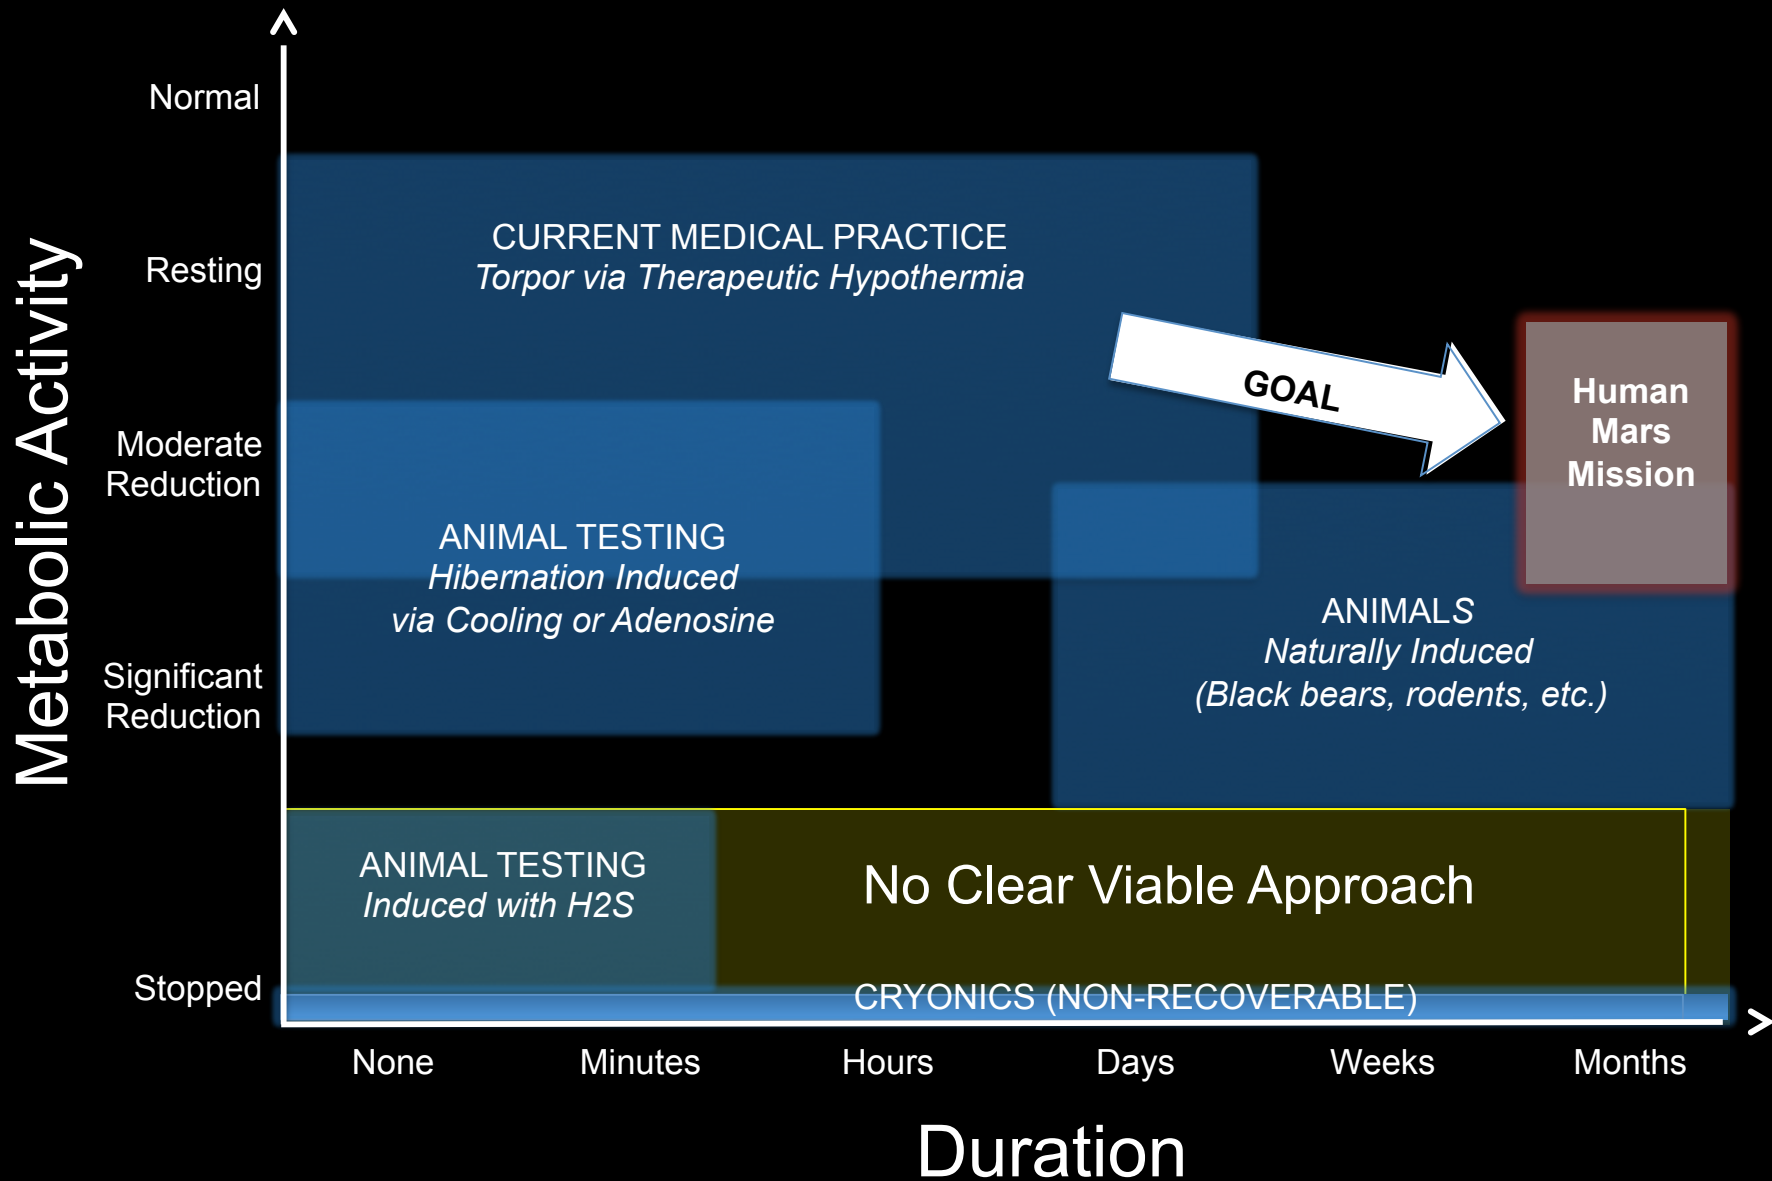 Metabolic Activity
Normal
Resting
Moderate
Reduction
Significant
Reduction
Stopped
CURRENT MEDICAL PRACTICE
Torpor via Therapeutic Hypothermia
GOAL
Human
Mars
Mission
ANIMAL TESTING
Hibernation Induced
via Cooling or Adenosine
ANIMALS
Naturally Induced
(Black bears, rodents, etc.)
ANIMAL TESTING
Induced with H2S
No Clear Viable Approach
CRYONICS (NON-RECOVERABLE)
None
Minutes
Hours
Days
Weeks
Months
Duration